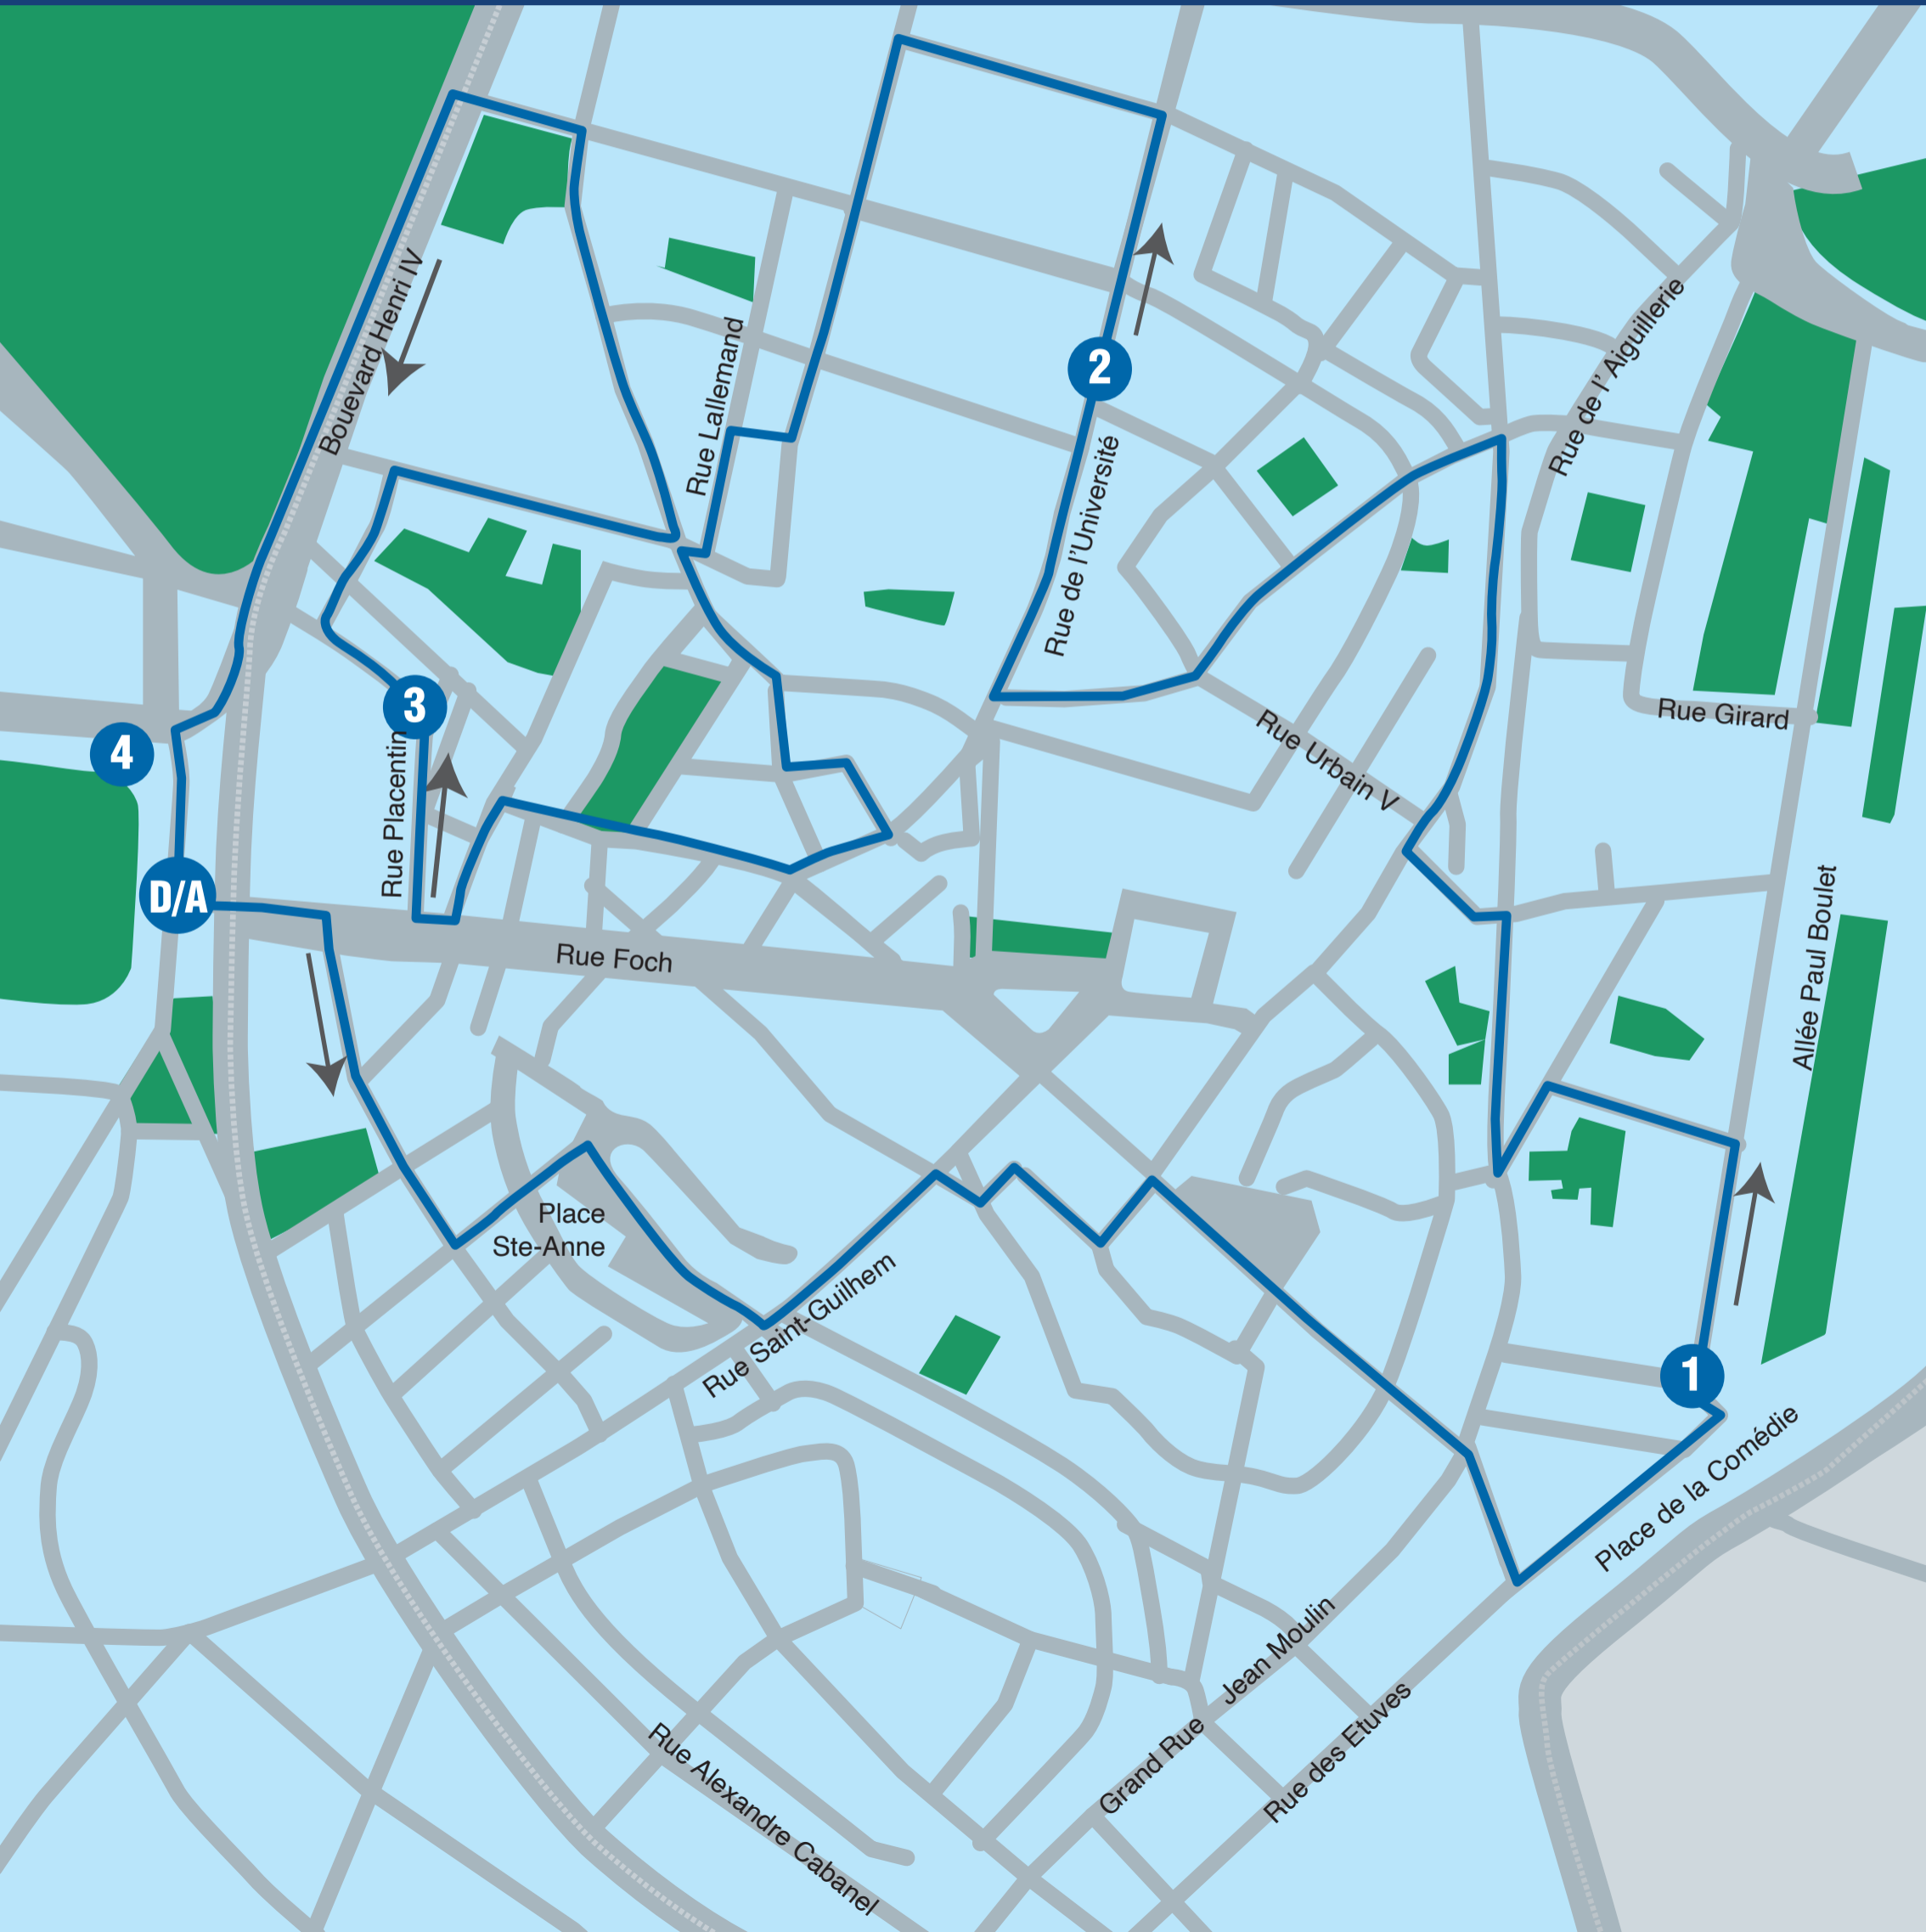 Bouevard Henri IV
Rue Lallemand
2
Rue de l'Université
Rue de l' Aiguillerie
3
4
Rue Placentin
Rue Girard
Rue Urbain V
D/A
Rue Foch
Allée Paul Boulet
Place
Ste-Anne
Rue Saint-Guilhem
1
Place de la Comédie
Grand Rue Jean Moulin
Rue des Etuves
Rue Alexandre Cabanel